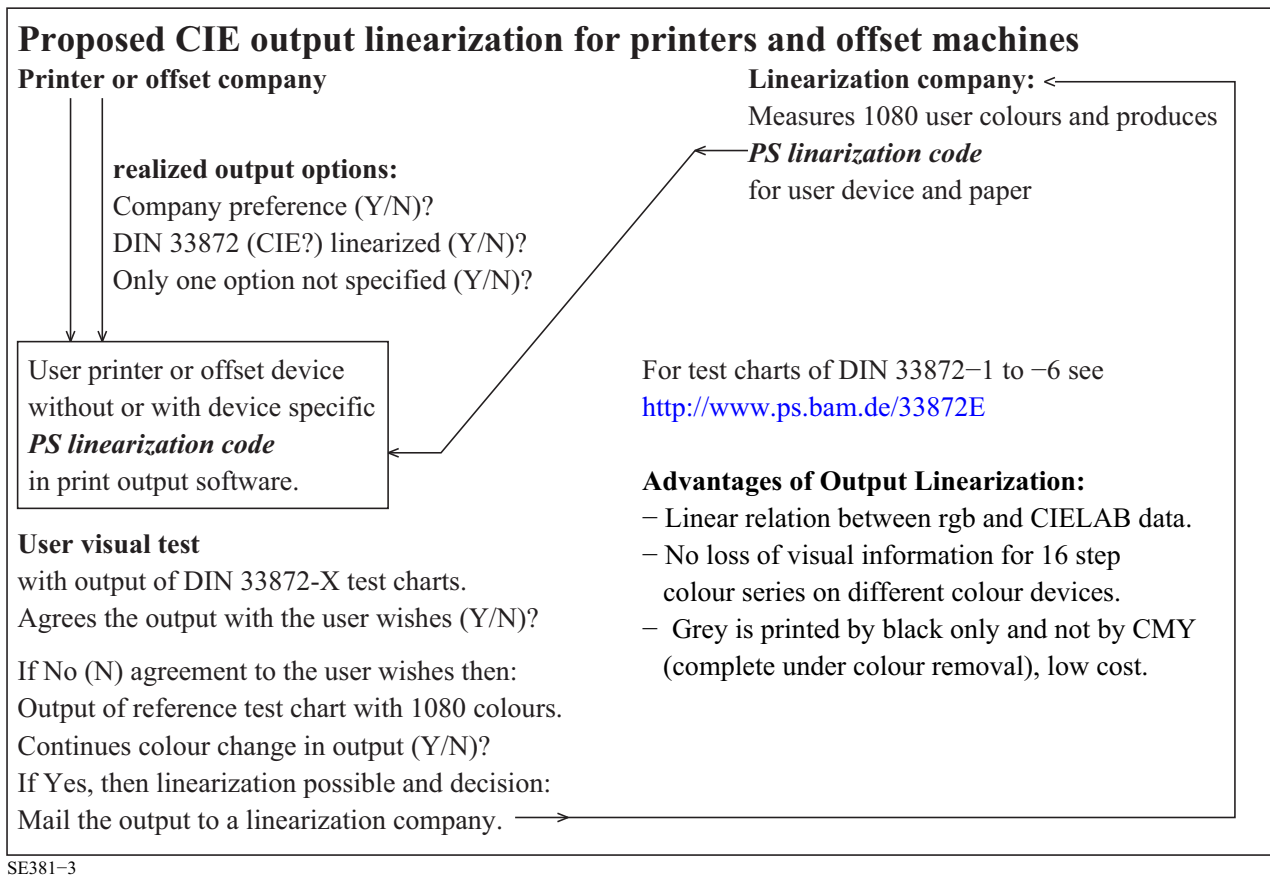 Proposed CIE output linearization for printers and offset machines
Printer or offset company
realized output options:
Company preference (Y/N)?
DIN 33872 (CIE?) linearized (Y/N)?
Only one option not specified (Y/N)?
User printer or offset device
without or with device specific
PS linearization code
in print output software.
User visual test
with output of DIN 33872-X test charts.
Agrees the output with the user wishes (Y/N)?
If No (N) agreement to the user wishes then:
Output of reference test chart with 1080 colours.
Continues colour change in output (Y/N)?
If Yes, then linearization possible and decision:
Mail the output to a linearization company.
Linearization company:
Measures 1080 user colours and produces
PS linarization code
for user device and paper
For test charts of DIN 33872−1 to −6 see
http://www.ps.bam.de/33872E
Advantages of Output Linearization:
− Linear relation between rgb and CIELAB data.
− No loss of visual information for 16 step
colour series on different colour devices.
− Grey is printed by black only and not by CMY
(complete under colour removal), low cost.
SE381−3